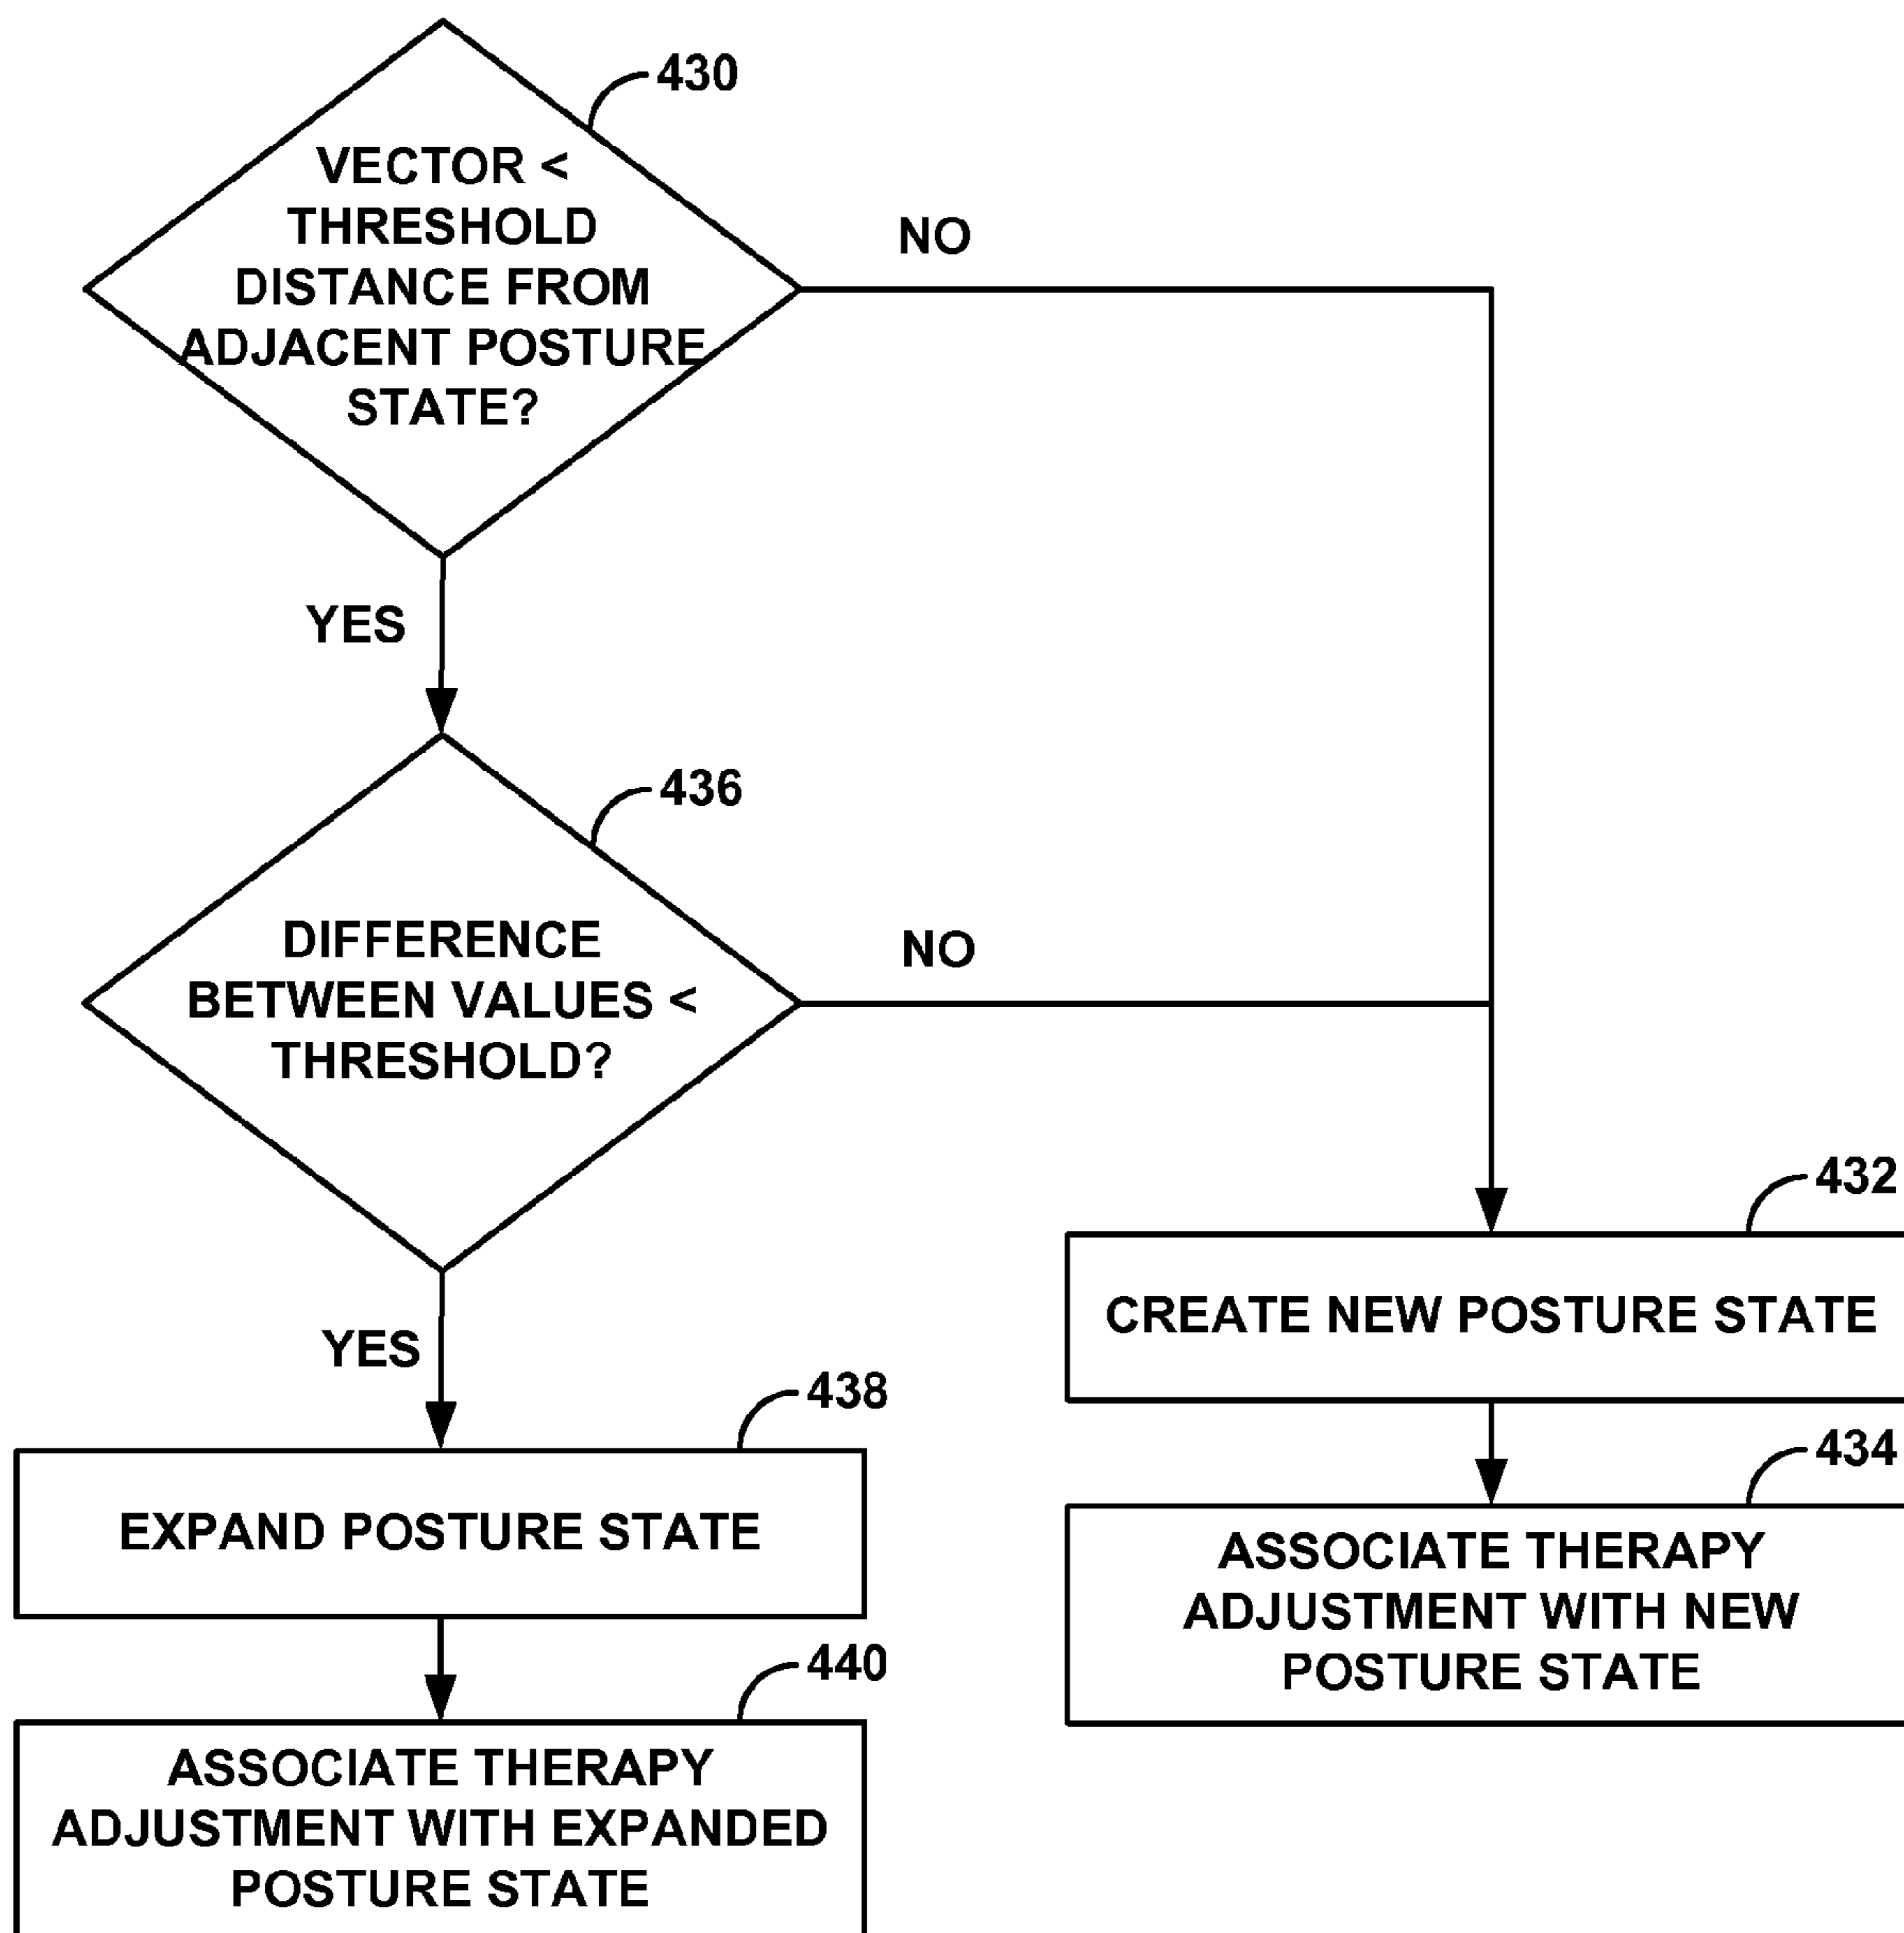 430
VECTOR <
THRESHOLD
DISTANCE FROM
ADJACENT POSTURE
STATE?
NO
YES
436
DIFFERENCE
BETWEEN VALUES <
THRESHOLD?
NO
YES
432
CREATE NEW POSTURE STATE
434
ASSOCIATE THERAPY
ADJUSTMENT WITH NEW
POSTURE STATE
438
EXPAND POSTURE STATE
440
ASSOCIATE THERAPY
ADJUSTMENT WITH EXPANDED
POSTURE STATE